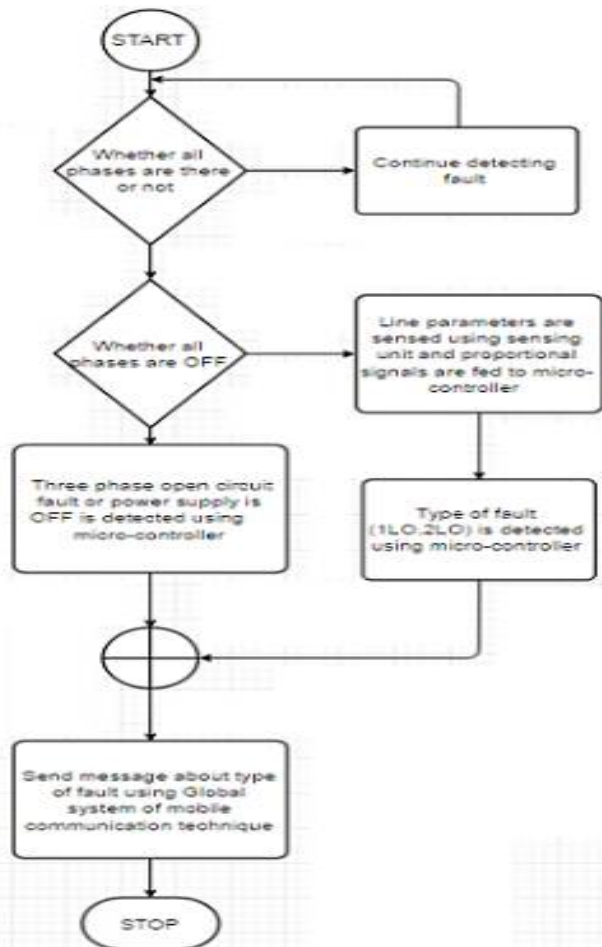 START
Whether all
phases are there
or not
Continue detecting
fault
Whether all
phases are OFF
Line parameters are
sensed using sensing
unit and proportional
signals are fed to micro-
controller
Three phase open circuit
fault or power supply is
OFF is detected using
micro-controller
Type of fault
(1LO,2LO) is detected
using micro-controller
Send message about type
of fault using Global
system of mobile
communication technique
STOP